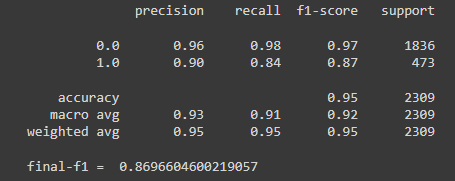 precision recall f1-score support
0.0 0.96 0.98 0.97 1836
1.0 0.90 0.84 0.87 473
accuracy 0.95 2309
macro avg 0.93 0.91 0.92 2309
weighted avg 0.95 0.95 0.95 2309
final-f1 = 0.8696604600219057